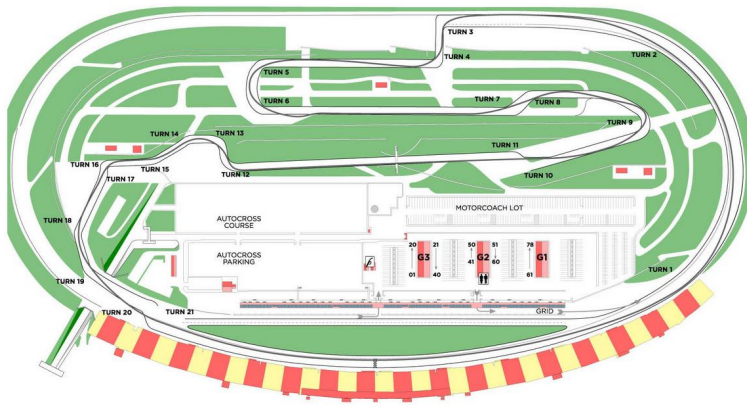 TURN 3
TURN 4
TURN 2
TURN 5
TURN 6
TURN 7
TURN 8
TURN 9
TURN 14
TURN 13
TURN 11
TURN 16
TURN 15
TURN 12
TURN 10
TURN 17
TURN 18
AUTOCROSS
COURSE
MOTORCOACH LOT
AUTOCROSS
PARKING
20
21
50
51
78
G3
G2
G1
41
60
01
40
61
TURN 1
TURN 19
TURN 20
TURN 21
GRID